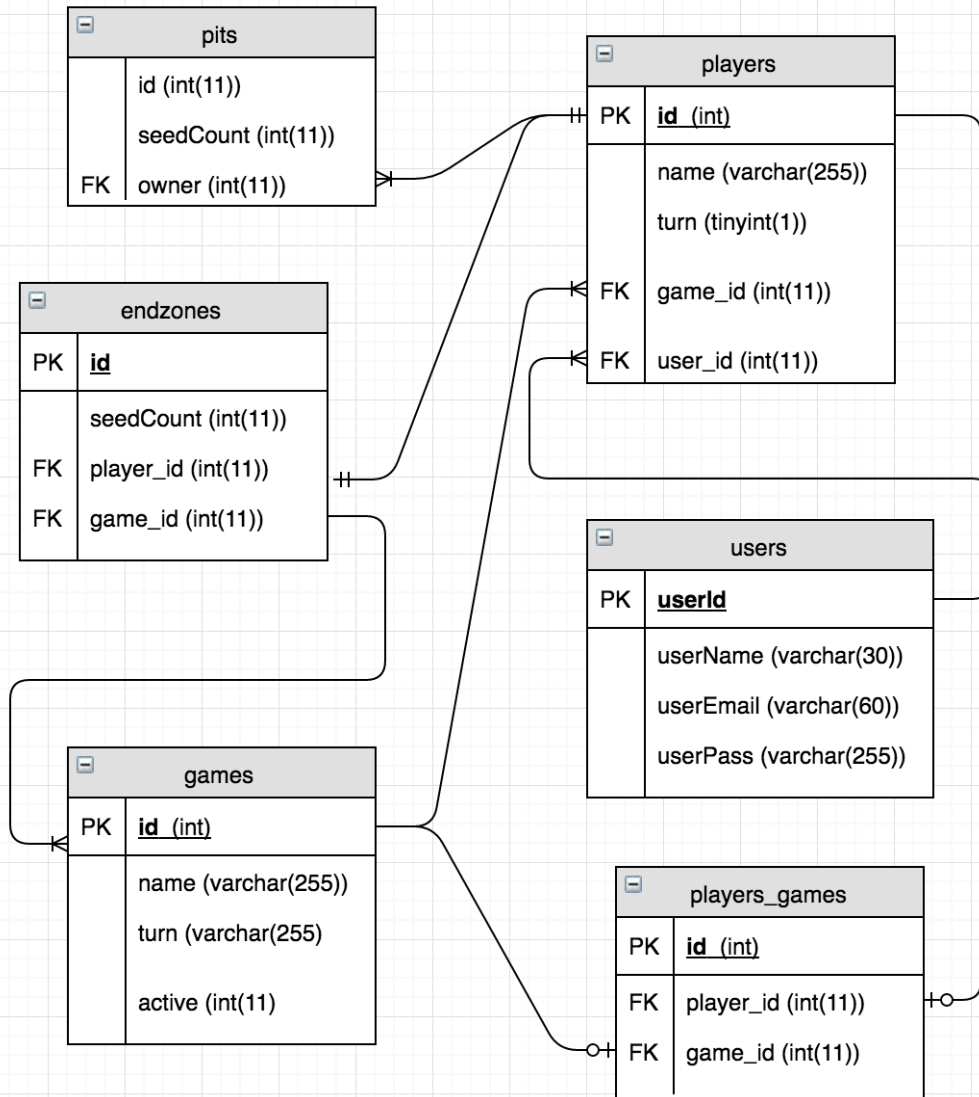 pits
id (int(11))
seedCount (int(11))
FK owner (int(11))
players
PK id (int)
name (varchar(255))
turn (tinyint(1))
FK game_id (int(11))
FK user_id (int(11))
endzones
PK id
seedCount (int(11))
FK player_id (int(11))
FK game_id (int(11))
users
PK userId
userName (varchar(30))
userEmail (varchar(60))
userPass (varchar(255))
games
PK id (int)
name (varchar(255))
turn (varchar(255)
active (int(11)
players_games
PK id (int)
FK player_id (int(11))
FK game_id (int(11))